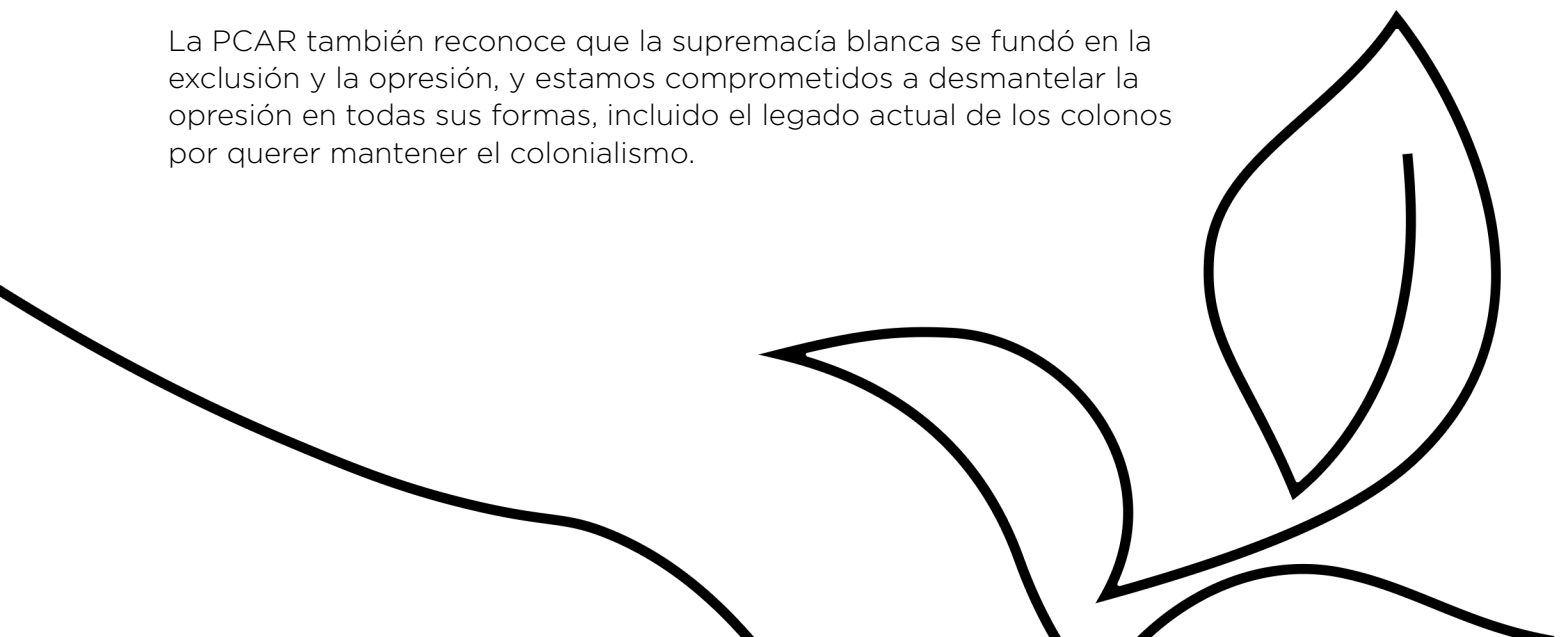 La PCAR también reconoce que la supremacía blanca se fundó en la
exclusión y la opresión, y estamos comprometidos a desmantelar la
opresión en todas sus formas, incluido el legado actual de los colonos
por querer mantener el colonialismo.